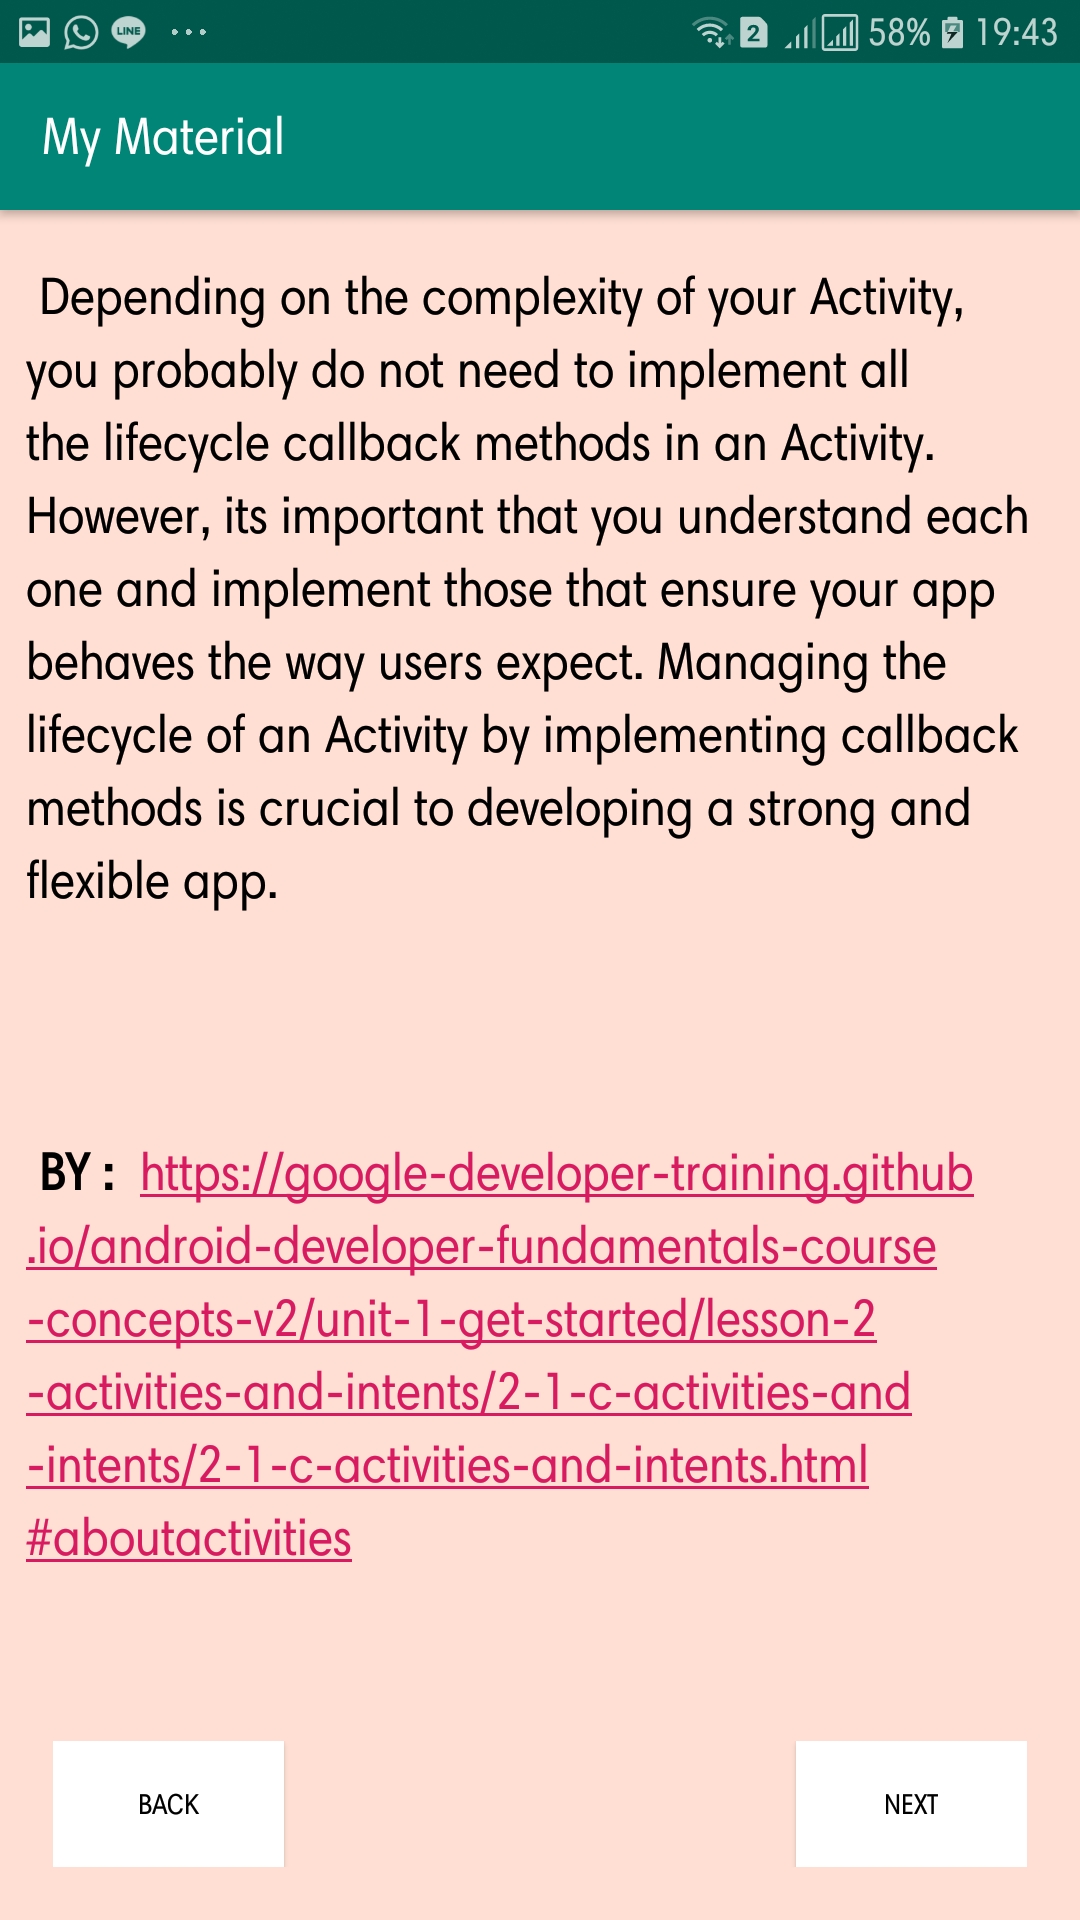 LINE 2 58% 19:43
My Material
Depending on the complexity of your Activity,
you probably do not need to implement all
the lifecycle callback methods in an Activity.
However, its important that you understand each
one and implement those that ensure your app
behaves the way users expect. Managing the
lifecycle of an Activity by implementing callback
methods is crucial to developing a strong and
flexible app.
BY : https://google-developer-training.github
.io/android-developer-fundamentals-course
-concepts-v2/unit-1-get-started/lesson-2
-activities-and-intents/2-1-c-activities-and
-intents/2-1-c-activities-and-intents.html
#aboutactivities
BACK NEXT